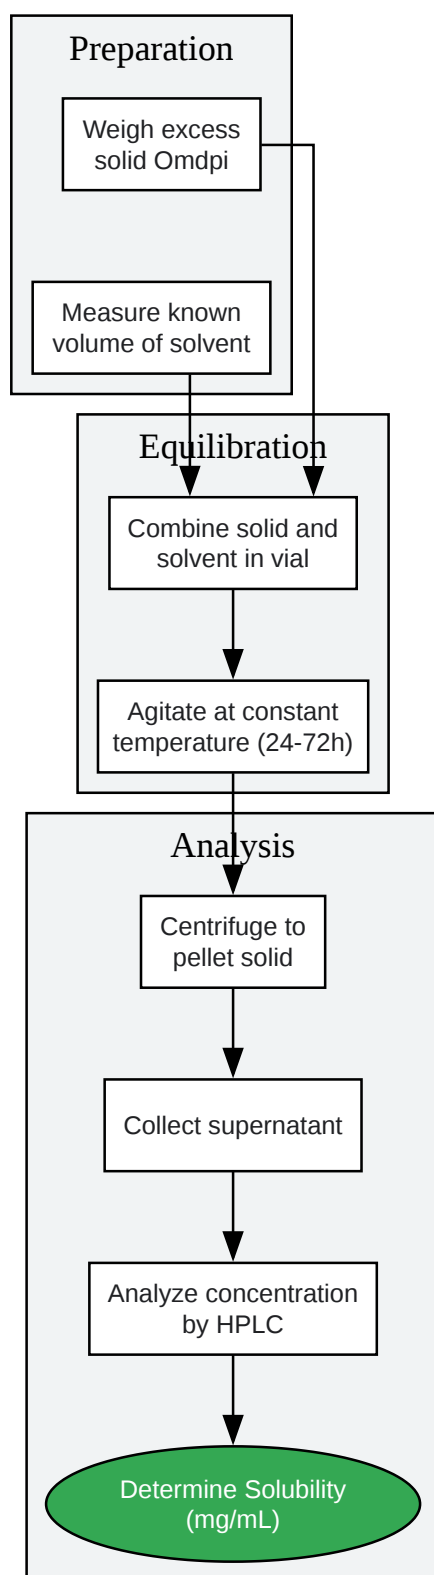 Preparation
Weigh excess
solid Omdpi
Measure known
volume of solvent
Equilibration
Combine solid and
solvent in vial
Agitate at constant
temperature (24-72h)
Analysis
Centrifuge to
pellet solid
Collect supernatant
Analyze concentration
by HPLC
Determine Solubility
(mg/mL)